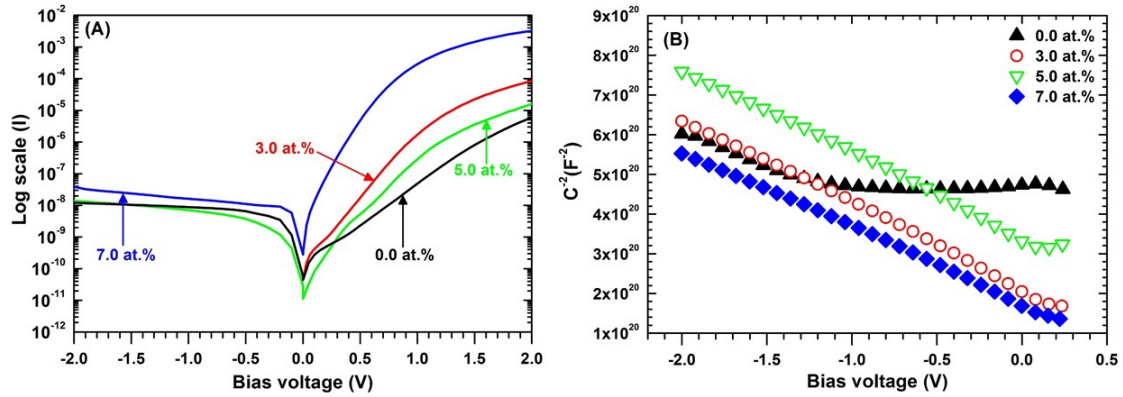 (A)
Log scale (I)
10⁻²
10⁻³
10⁻⁴
10⁻⁵
10⁻⁶
10⁻⁷
10⁻⁸
10⁻⁹
10⁻¹⁰
10⁻¹¹
10⁻¹²
3.0 at.%
5.0 at.%
7.0 at.%
0.0 at.%
-2.0 -1.5 -1.0 -0.5 0.0 0.5 1.0 1.5 2.0
Bias voltage (V)
(B)
C⁻²(F⁻²)
9x10²⁰
8x10²⁰
7x10²⁰
6x10²⁰
5x10²⁰
4x10²⁰
3x10²⁰
2x10²⁰
1x10²⁰
0.0 at.%
3.0 at.%
5.0 at.%
7.0 at.%
-2.0 -1.5 -1.0 -0.5 0.0 0.5
Bias voltage (V)